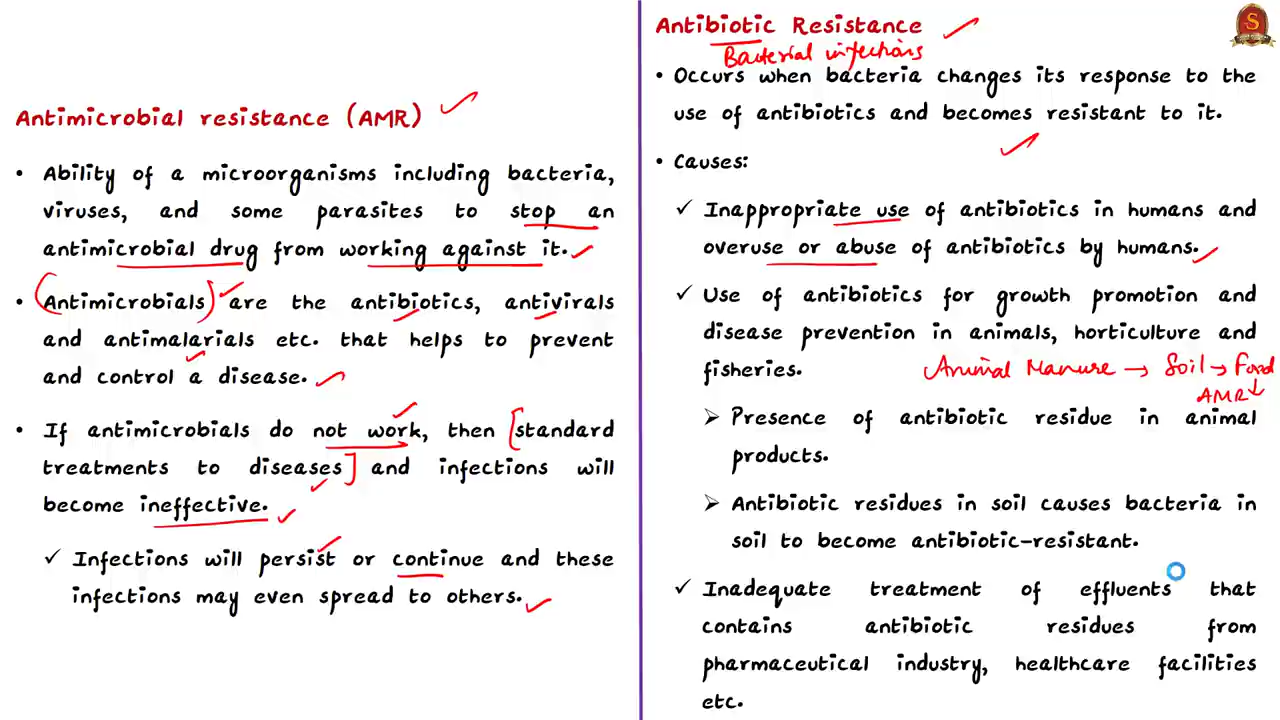 Antimicrobial resistance (AMR)
• Ability of a microorganisms including bacteria,
viruses, and some parasites to stop an
antimicrobial drug from working against it.
• (Antimicrobials) are the antibiotics, antivirals
and antimalarials etc. that helps to prevent
and control a disease.
• If antimicrobials do not work, then [standard
treatments to diseases] and infections will
become ineffective.
✓ Infections will persist or continue and these
infections may even spread to others.
Antibiotic Resistance
Bacterial infections
• Occurs when bacteria changes its response to the
use of antibiotics and becomes resistant to it.
• Causes:
✓ Inappropriate use of antibiotics in humans and
overuse or abuse of antibiotics by humans.
✓ Use of antibiotics for growth promotion and
disease prevention in animals, horticulture and
fisheries.
Animal Manure → Soil → Food
AMR ↓
➢ Presence of antibiotic residue in animal
products.
➢ Antibiotic residues in soil causes bacteria in
soil to become antibiotic-resistant.
✓ Inadequate treatment of effluents that
contains antibiotic residues from
pharmaceutical industry, healthcare facilities
etc.
S